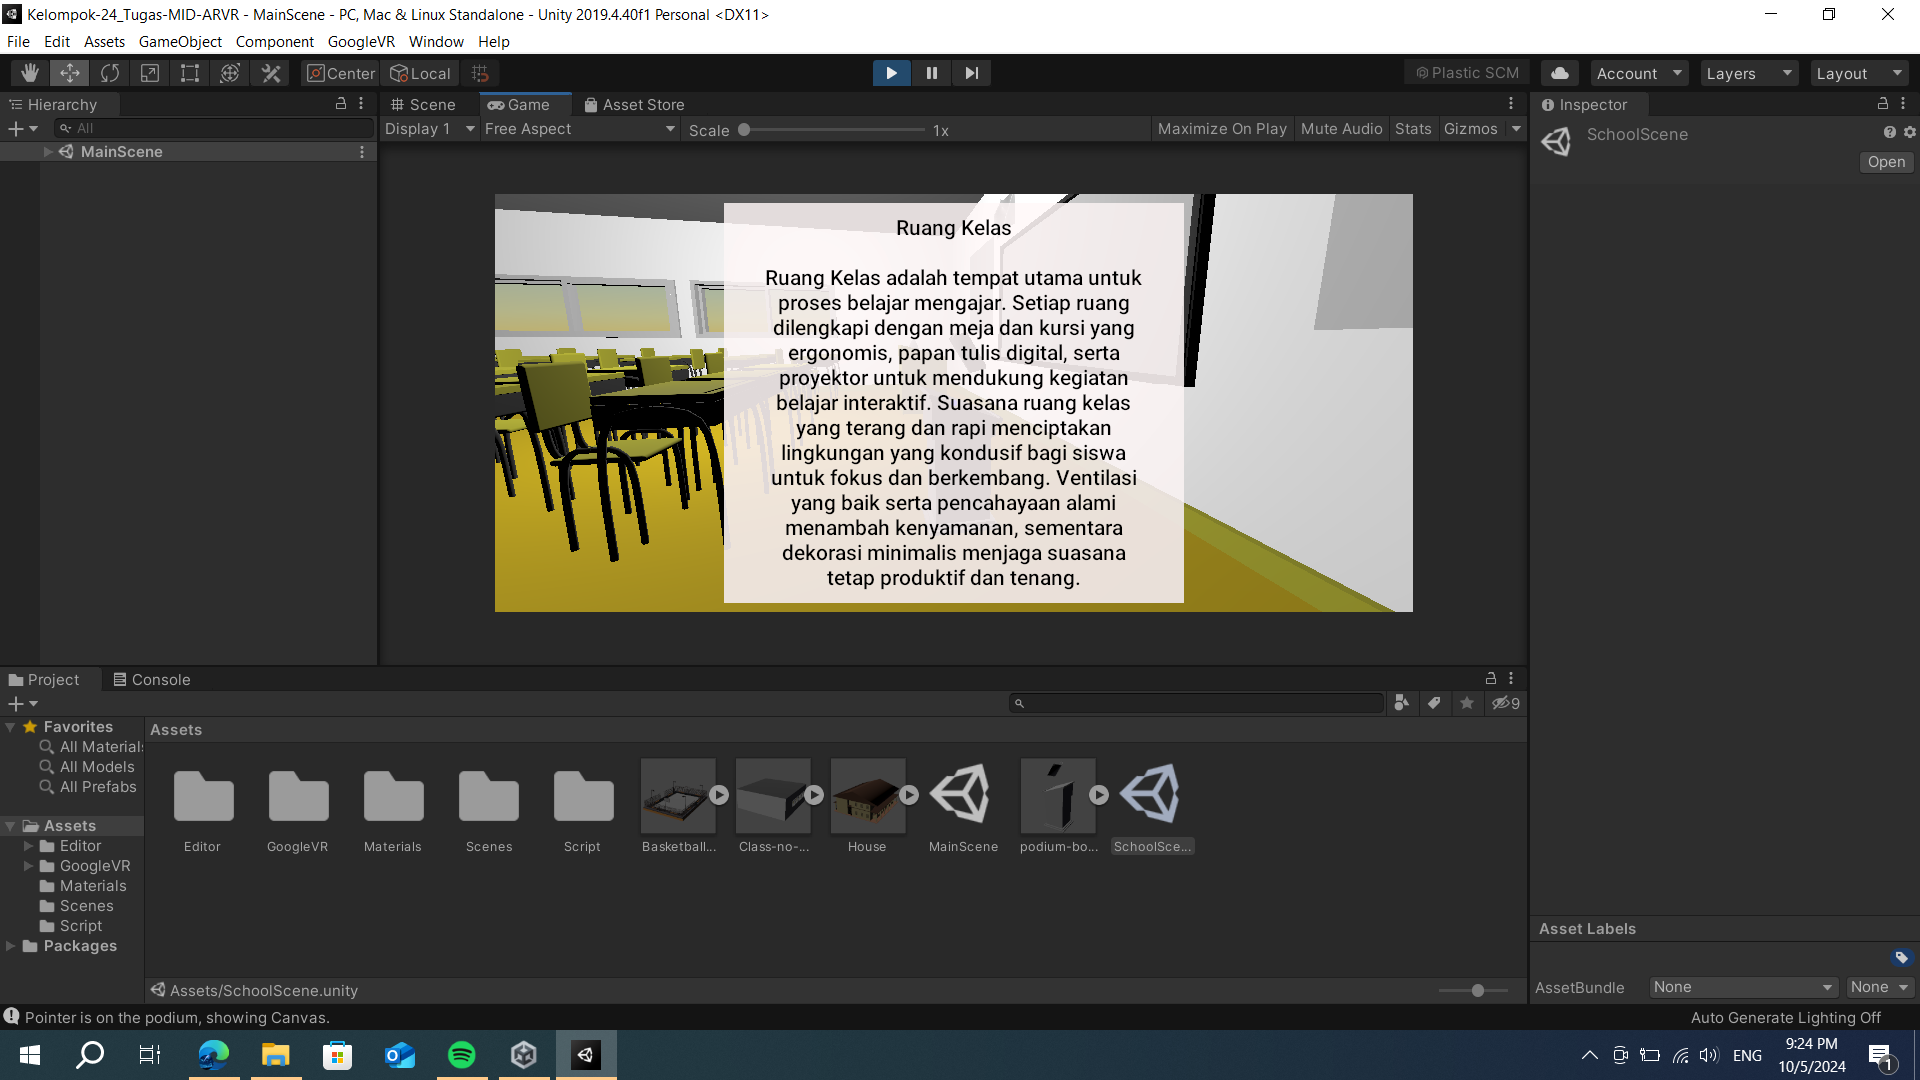 Kelompok-24_Tugas-MID-ARVR - MainScene - PC, Mac & Linux Standalone - Unity 2019.4.40f1 Personal <DX11>
File Edit Assets GameObject Component GoogleVR Window Help
Center Local Plastic SCM Account Layers Layout
Hierarchy
All
MainScene
Scene Game Asset Store
Display 1 Free Aspect Scale 1x Maximize On Play Mute Audio Stats Gizmos
Ruang Kelas
Ruang Kelas adalah tempat utama untuk
proses belajar mengajar. Setiap ruang
dilengkapi dengan meja dan kursi yang
ergonomis, papan tulis digital, serta
proyektor untuk mendukung kegiatan
belajar interaktif. Suasana ruang kelas
yang terang dan rapi menciptakan
lingkungan yang kondusif bagi siswa
untuk fokus dan berkembang. Ventilasi
yang baik serta pencahayaan alami
menambah kenyamanan, sementara
dekorasi minimalis menjaga suasana
tetap produktif dan tenang.
Inspector
SchoolScene
Open
Project Console
9
Favorites
All Materials
All Models
All Prefabs
Assets
Editor
GoogleVR
Materials
Scenes
Script
Packages
Assets
Editor GoogleVR Materials Scenes Script Basketball... Class-no-... House MainScene podium-bo... SchoolSce...
Assets/SchoolScene.unity
Asset Labels
AssetBundle None None
Pointer is on the podium, showing Canvas.
Auto Generate Lighting Off
ENG
9:24 PM
10/5/2024
1